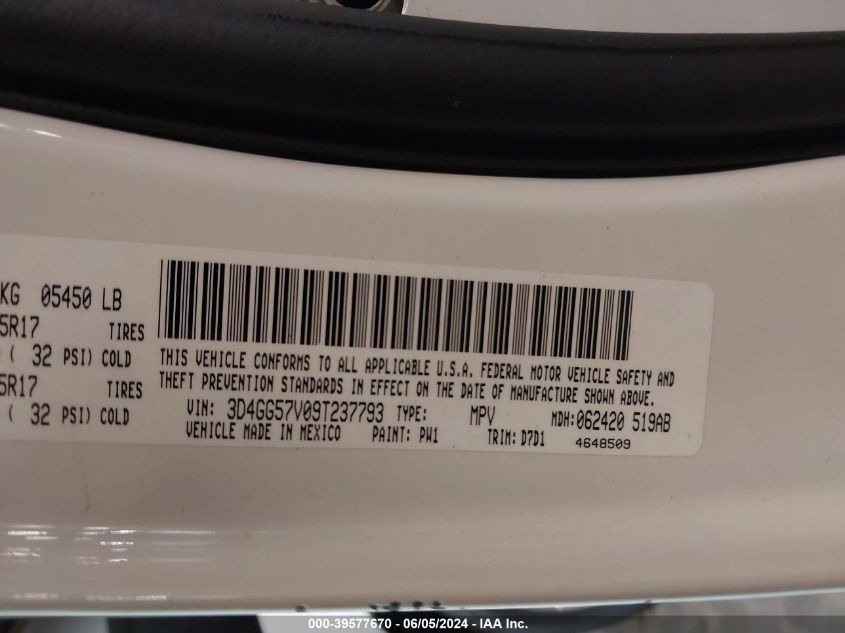 KG 05450 LB
5R17 TIRES
( 32 PSI) COLD
5R17 TIRES
( 32 PSI) COLD
THIS VEHICLE CONFORMS TO ALL APPLICABLE U.S.A. FEDERAL MOTOR VEHICLE SAFETY AND
THEFT PREVENTION STANDARDS IN EFFECT ON THE DATE OF MANUFACTURE SHOWN ABOVE.
VIN: 3D4GG57V09T237793 TYPE: MPV MDH:062420 519AB
VEHICLE MADE IN MEXICO PAINT: PW1 TRIM: D7D1 4648509
000-39577670 - 06/05/2024 - IAA Inc.